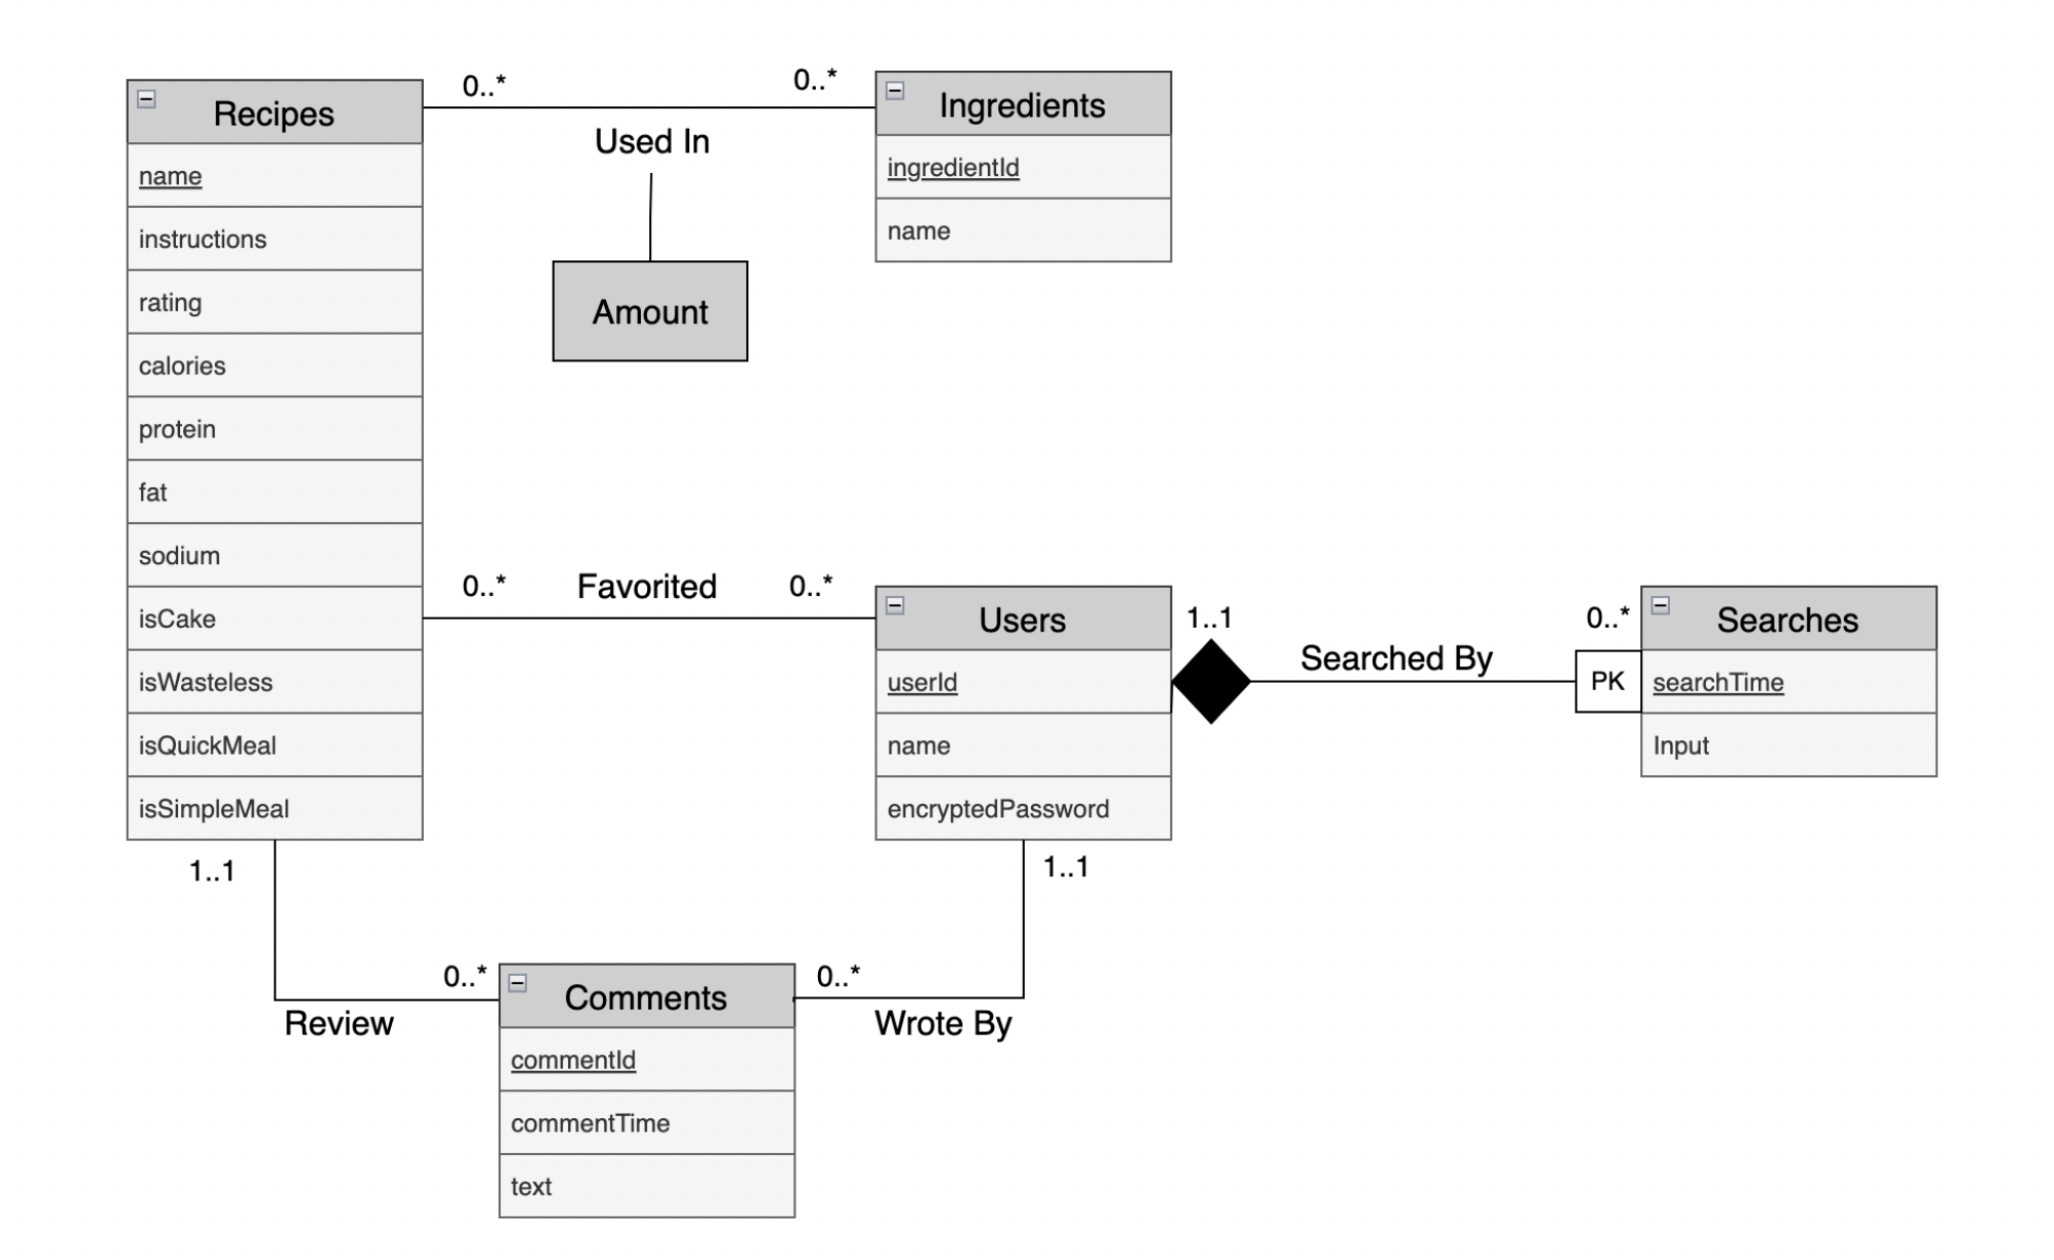 Recipes
name
instructions
rating
calories
protein
fat
sodium
isCake
isWasteless
isQuickMeal
isSimpleMeal
0..*
0..*
Used In
Amount
Ingredients
ingredientId
name
0..*
Favorited
0..*
Users
userId
name
encryptedPassword
1..1
Searched By
0..*
PK
Searches
searchTime
Input
1..1
Review
0..*
Comments
commentId
commentTime
text
0..*
Wrote By
1..1